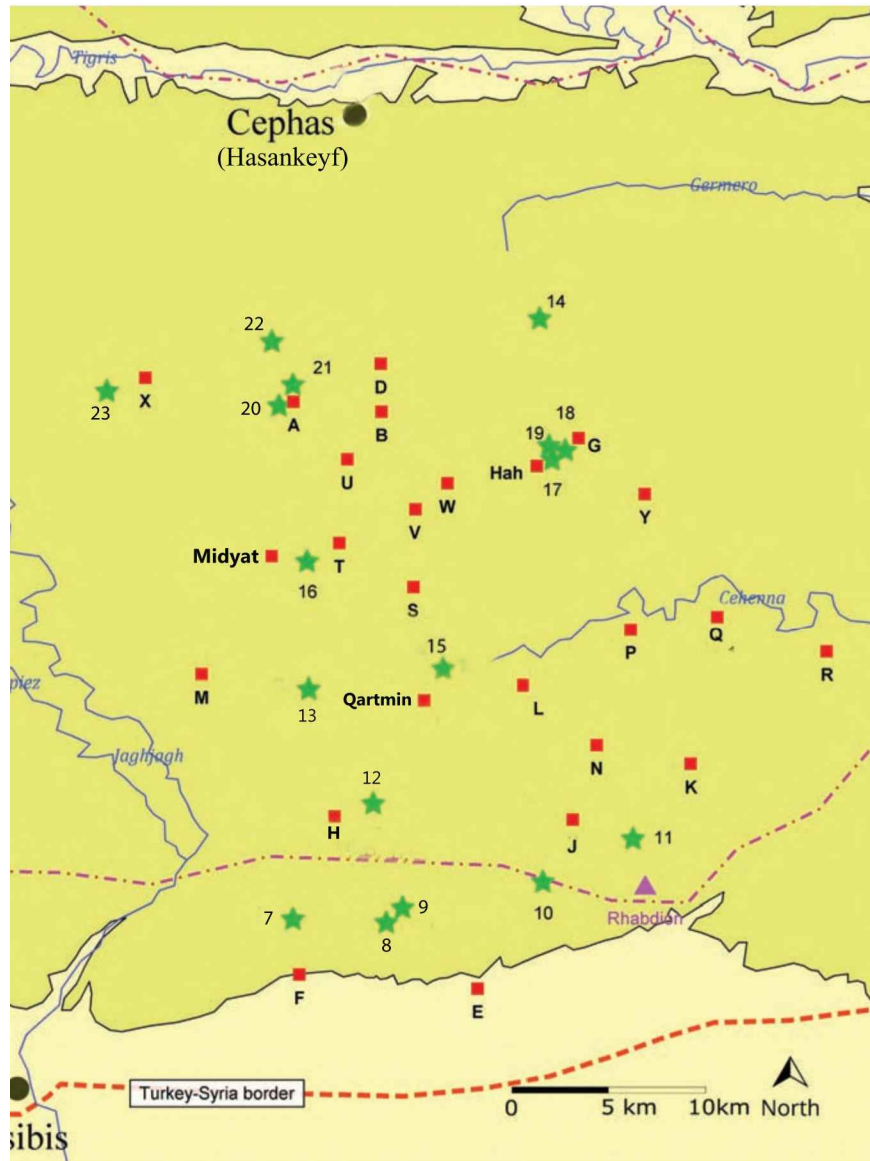 Tigris
Cephas
(Hasankeyf)
Germero
14
22
21
D
18
23
X
20
A
B
19
G
Hah
17
U
W
V
Y
Midyat
T
16
S
Cehenna
15
P
Q
R
piez
M
13
Qartmin
L
Jaghjagh
N
K
12
H
J
11
7
9
8
10
Rhabdion
F
E
Turkey-Syria border
0 5 km 10km North
sibis